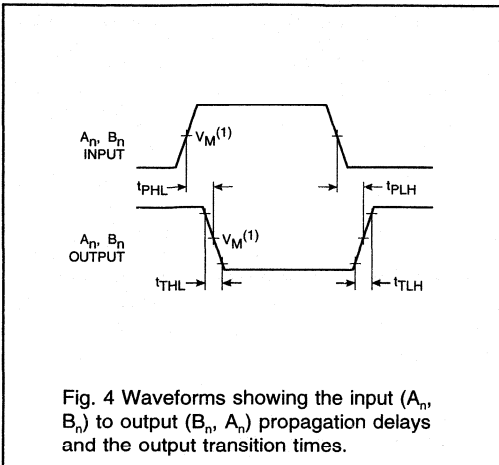 An, Bn
INPUT
VM(1)
tPHL
tPLH
An, Bn
OUTPUT
VM(1)
tTHL
tTLH
Fig. 4 Waveforms showing the input (An,
Bn) to output (Bn, An) propagation delays
and the output transition times.